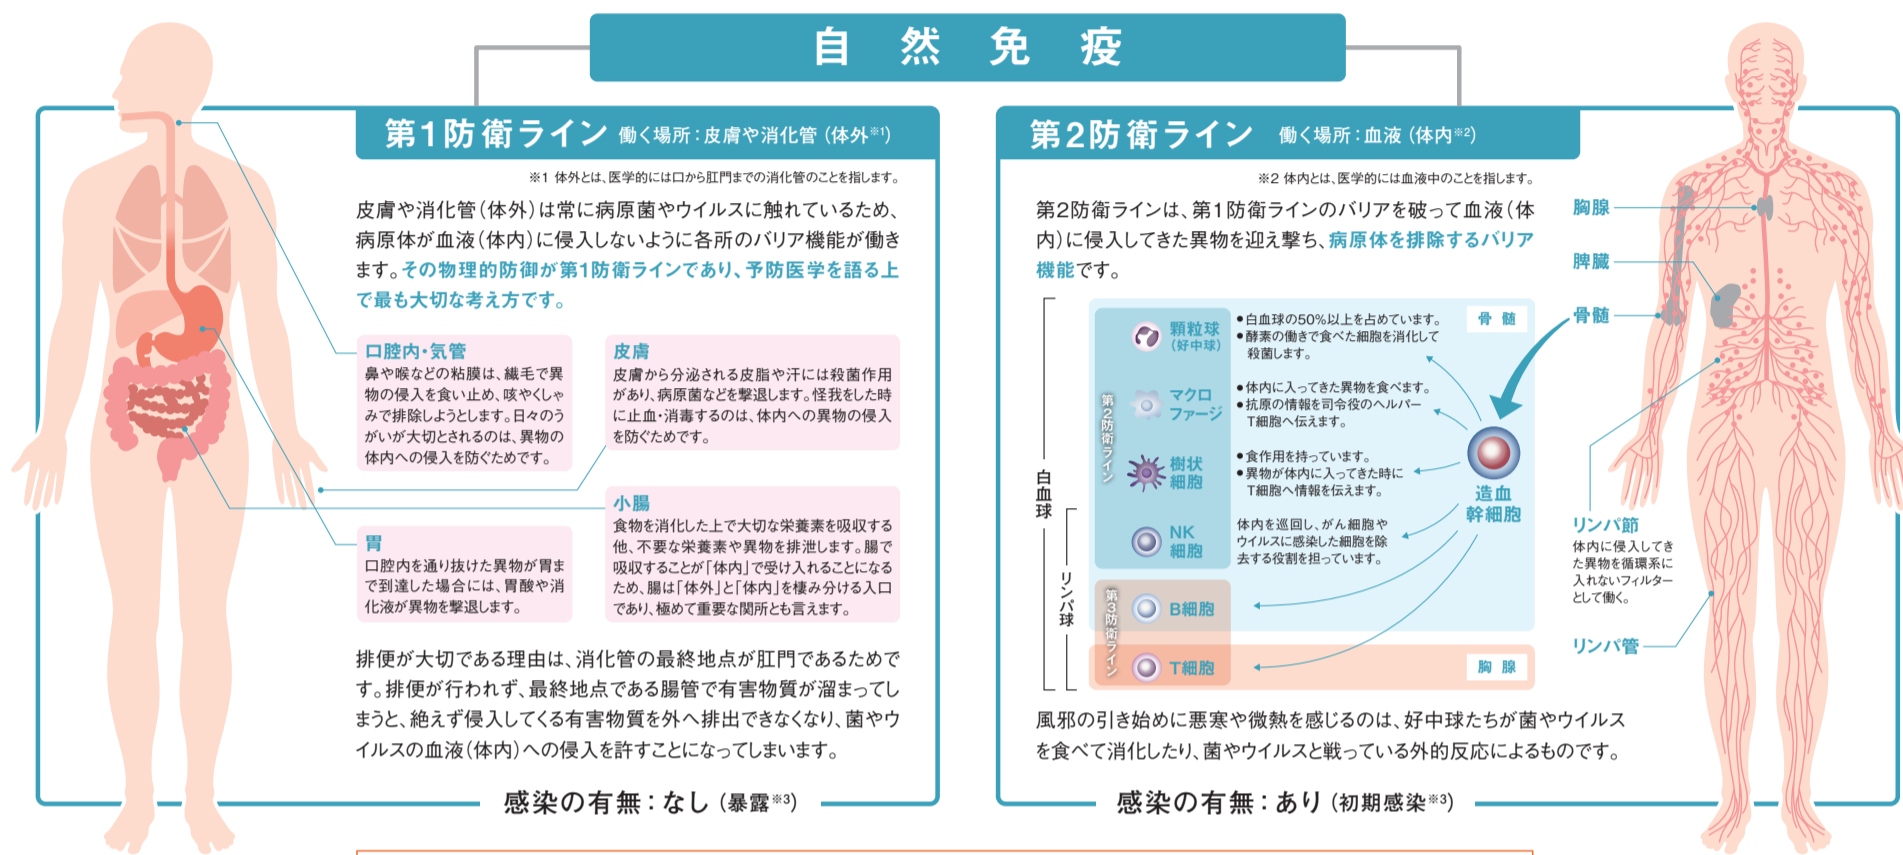 自然免疫
第1防衛ライン 働く場所：皮膚や消化管（体外※1）
※1 体外とは、医学的には口から肛門までの消化管のことを指します。
皮膚や消化管（体外）は常に病原菌やウイルスに触れているため、
病原体が血液（体内）に侵入しないように各所のバリア機能が働き
ます。その物理的防御が第1防衛ラインであり、予防医学を語る上
で最も大切な考え方です。
口腔内・気管
鼻や喉などの粘膜は、繊毛で異
物の侵入を食い止め、咳やくしゃ
みで排除しようとします。日々のう
がいが大切とされるのは、異物の
体内への侵入を防ぐためです。
皮膚
皮膚から分泌される皮脂や汗には殺菌作用
があり、病原菌などを撃退します。怪我をした時
に止血・消毒するのは、体内への異物の侵入
を防ぐためです。
胃
口腔内を通り抜けた異物が胃ま
で到達した場合には、胃酸や消
化液が異物を撃退します。
小腸
食物を消化した上で大切な栄養素を吸収する
他、不要な栄養素や異物を排泄します。腸で
吸収することが「体内」で受け入れることになる
ため、腸は「体外」と「体内」を棲み分ける入口
であり、極めて重要な関所とも言えます。
排便が大切である理由は、消化管の最終地点が肛門であるためで
す。排便が行われず、最終地点である腸管で有害物質が溜まってし
まうと、絶えず侵入してくる有害物質を外へ排出できなくなり、菌やウ
イルスの血液（体内）への侵入を許すことになってしまいます。
感染の有無：なし（暴露※3）
第2防衛ライン 働く場所：血液（体内※2）
※2 体内とは、医学的には血液中のことを指します。
第2防衛ラインは、第1防衛ラインのバリアを破って血液（体
内）に侵入してきた異物を迎え撃ち、病原体を排除するバリア
機能です。
白血球
リンパ球
第2防衛ライン
第3防衛ライン
骨髄
顆粒球
（好中球）
●白血球の50％以上を占めています。
●酵素の働きで食べた細胞を消化して
殺菌します。
マクロ
ファージ
●体内に入ってきた異物を食べます。
●抗原の情報を司令役のヘルパー
T細胞へ伝えます。
樹状
細胞
●食作用を持っています。
●異物が体内に入ってきた時に
T細胞へ情報を伝えます。
NK
細胞
体内を巡回し、がん細胞や
ウイルスに感染した細胞を除
去する役割を担っています。
B細胞
T細胞
胸腺
造血
幹細胞
胸腺
脾臓
骨髄
リンパ節
体内に侵入してき
た異物を循環系に
入れないフィルター
として働く。
リンパ管
風邪の引き始めに悪寒や微熱を感じるのは、好中球たちが菌やウイルス
を食べて消化したり、菌やウイルスと戦っている外的反応によるものです。
感染の有無：あり（初期感染※3）